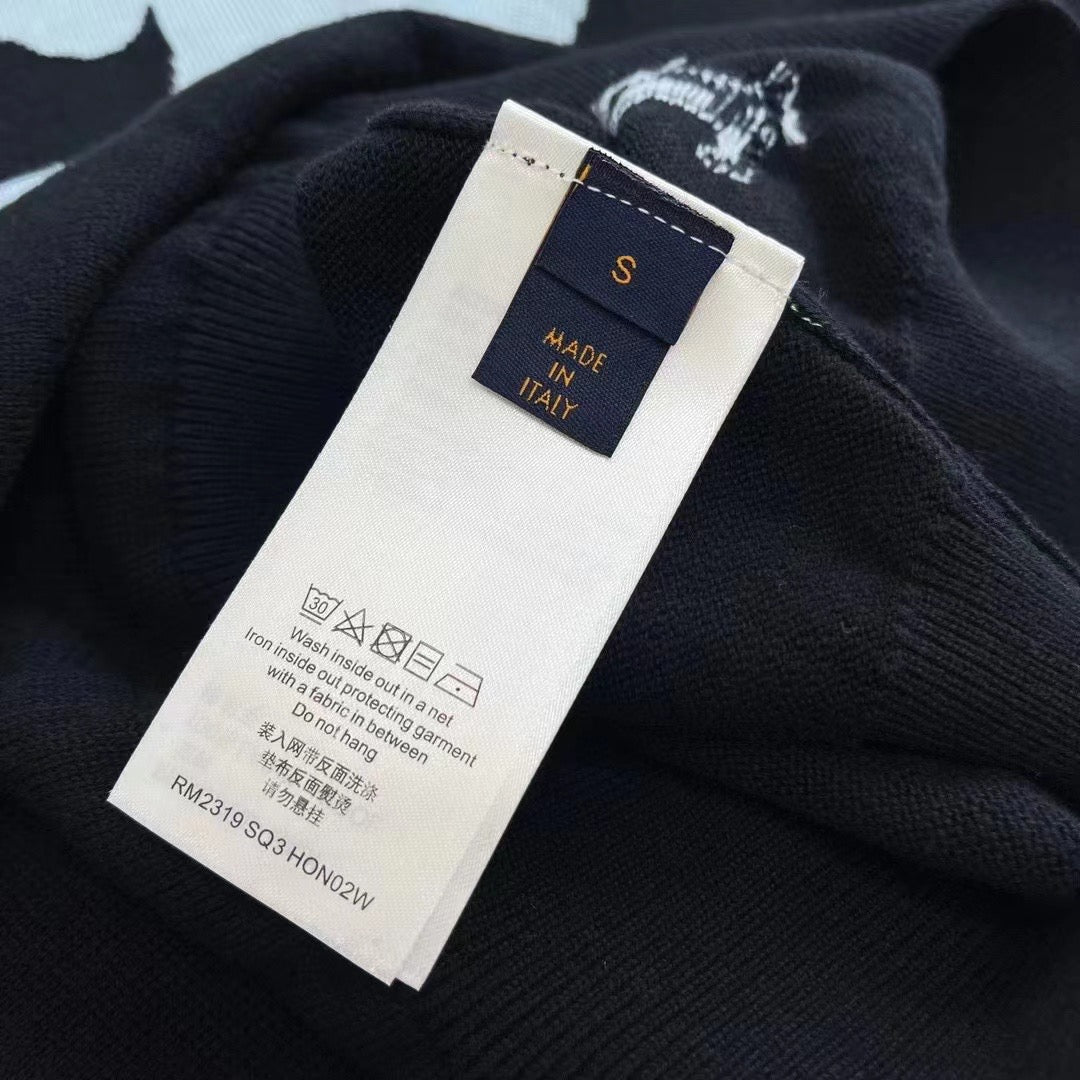 S
MADE
IN
ITALY
30
Wash inside out in a net
Iron inside out protecting garment
with a fabric in between
Do not hang
装入网带反面洗涤
垫布反面熨烫
请勿悬挂
RM2319 SQ3 HON02W